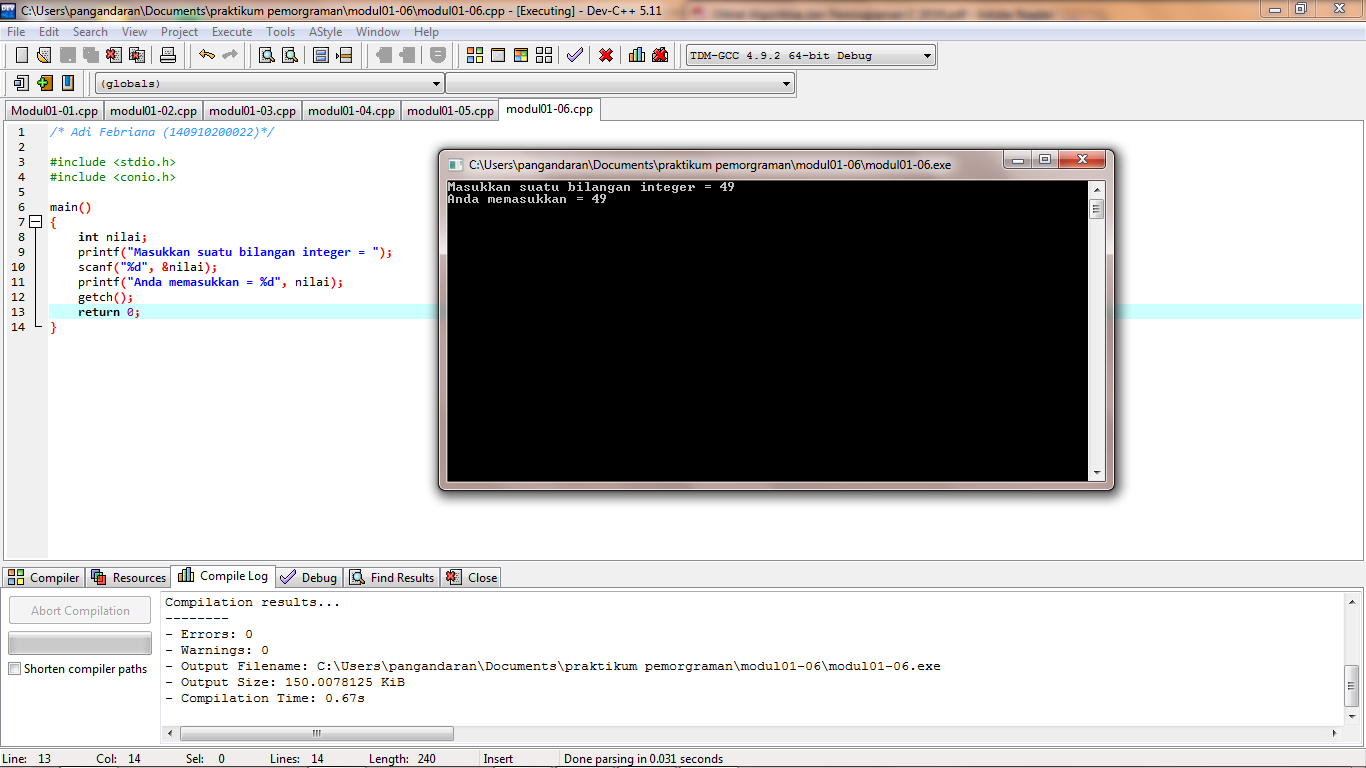 C:\Users\pangandaran\Documents\praktikum pemorgraman\modul01-06\modul01-06.cpp - [Executing] - Dev-C++ 5.11
File Edit Search View Project Execute Tools AStyle Window Help
TDM-GCC 4.9.2 64-bit Debug
(globals)
Modul01-01.cpp modul01-02.cpp modul01-03.cpp modul01-04.cpp modul01-05.cpp modul01-06.cpp
1 /* Adi Febriana (140910200022)*/
2
3 #include <stdio.h>
4 #include <conio.h>
5
6 main()
7 {
8 int nilai;
9 printf("Masukkan suatu bilangan integer = ");
10 scanf("%d", &nilai);
11 printf("Anda memasukkan = %d", nilai);
12 getch();
13 return 0;
14 }
C:\Users\pangandaran\Documents\praktikum pemorgraman\modul01-06\modul01-06.exe
Masukkan suatu bilangan integer = 49
Anda memasukkan = 49
Compiler Resources Compile Log Debug Find Results Close
Abort Compilation
Shorten compiler paths
Compilation results...
--------
- Errors: 0
- Warnings: 0
- Output Filename: C:\Users\pangandaran\Documents\praktikum pemorgraman\modul01-06\modul01-06.exe
- Output Size: 150.0078125 KiB
- Compilation Time: 0.67s
Line: 13 Col: 14 Sel: 0 Lines: 14 Length: 240 Insert Done parsing in 0.031 seconds